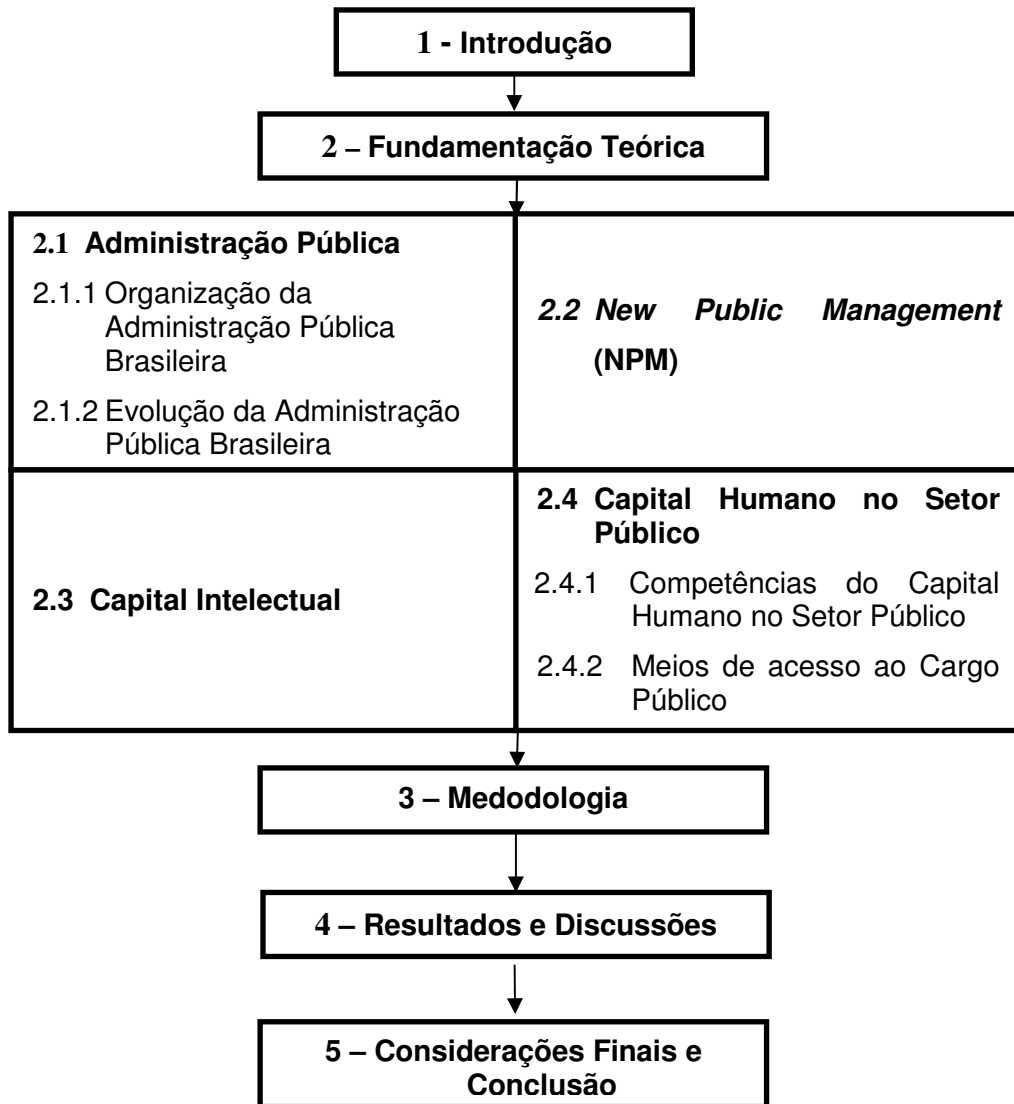 1 - Introdução
2 – Fundamentação Teórica
2.1 Administração Pública
2.1.1 Organização da
Administração Pública
Brasileira
2.1.2 Evolução da Administração
Pública Brasileira
2.2 New Public Management
(NPM)
2.3 Capital Intelectual
2.4 Capital Humano no Setor
Público
2.4.1 Competências do Capital
Humano no Setor Público
2.4.2 Meios de acesso ao Cargo
Público
3 – Medodologia
4 – Resultados e Discussões
5 – Considerações Finais e
Conclusão